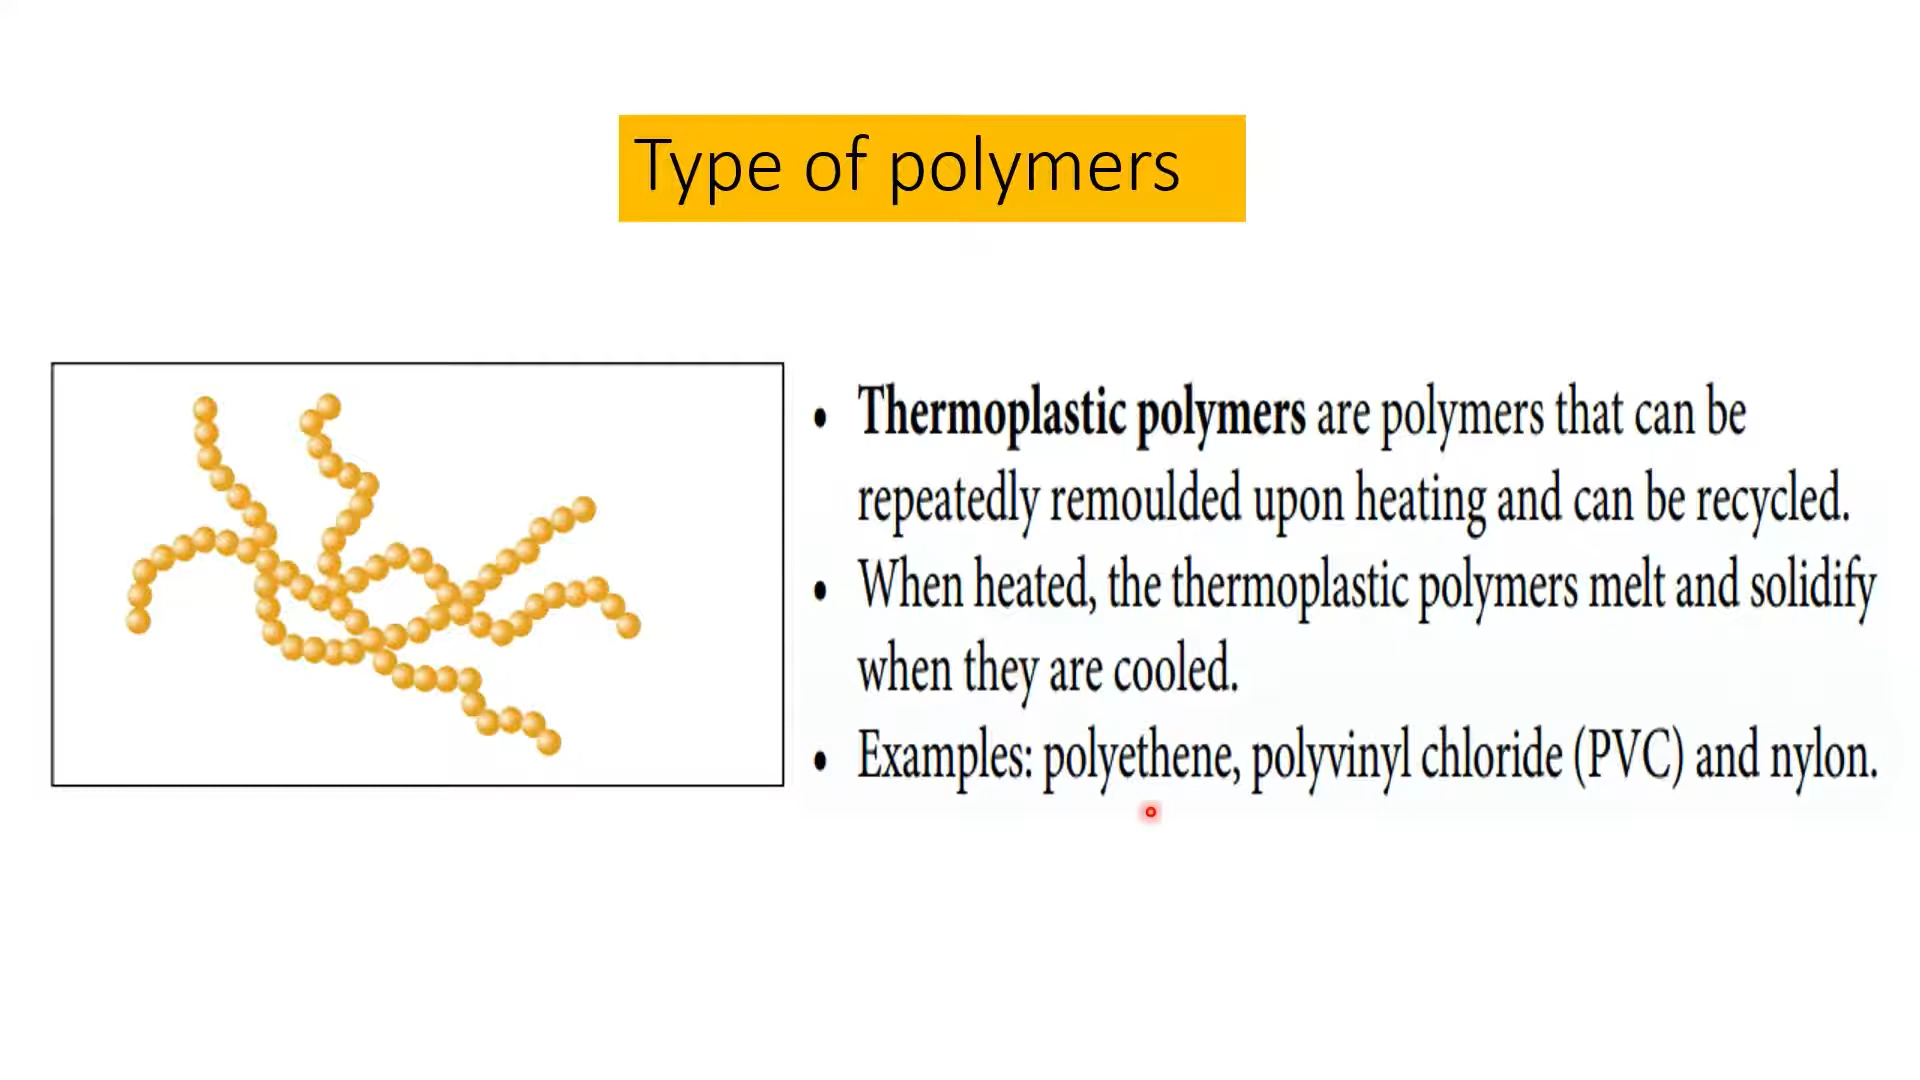 Type of polymers
• Thermoplastic polymers are polymers that can be
repeatedly remoulded upon heating and can be recycled.
• When heated, the thermoplastic polymers melt and solidify
when they are cooled.
• Examples: polyethene, polyvinyl chloride (PVC) and nylon.